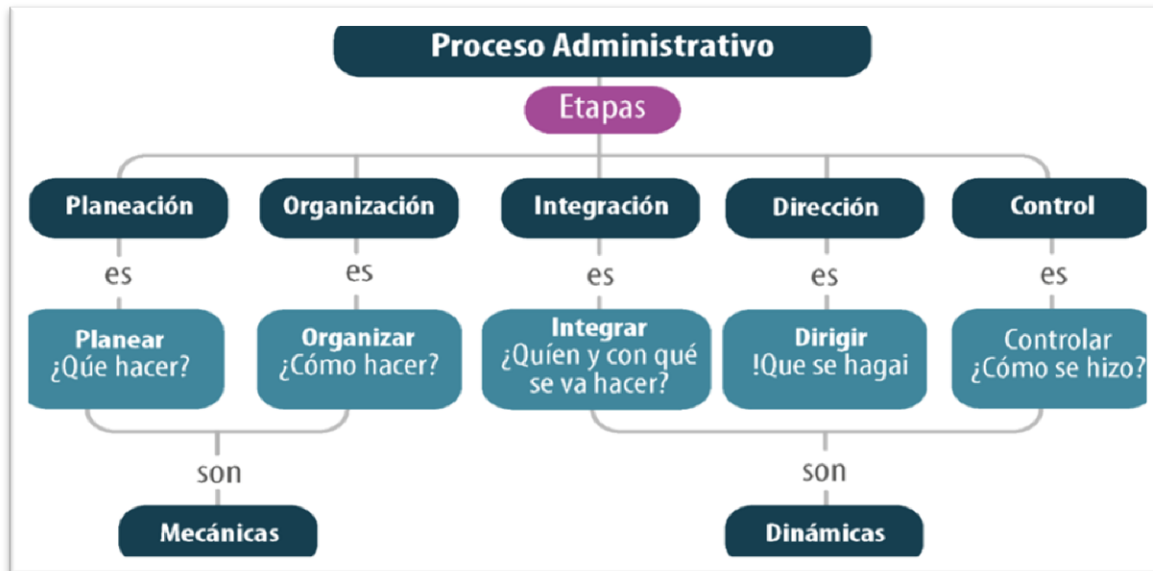 Proceso Administrativo
Etapas
Planeación
Organización
Integración
Dirección
Control
es
es
es
es
es
Planear
¿Qúe hacer?
Organizar
¿Cómo hacer?
Integrar
¿Quíen y con qué
se va hacer?
Dirigir
!Que se hagai
Controlar
¿Cómo se hizo?
son
son
Mecánicas
Dinámicas